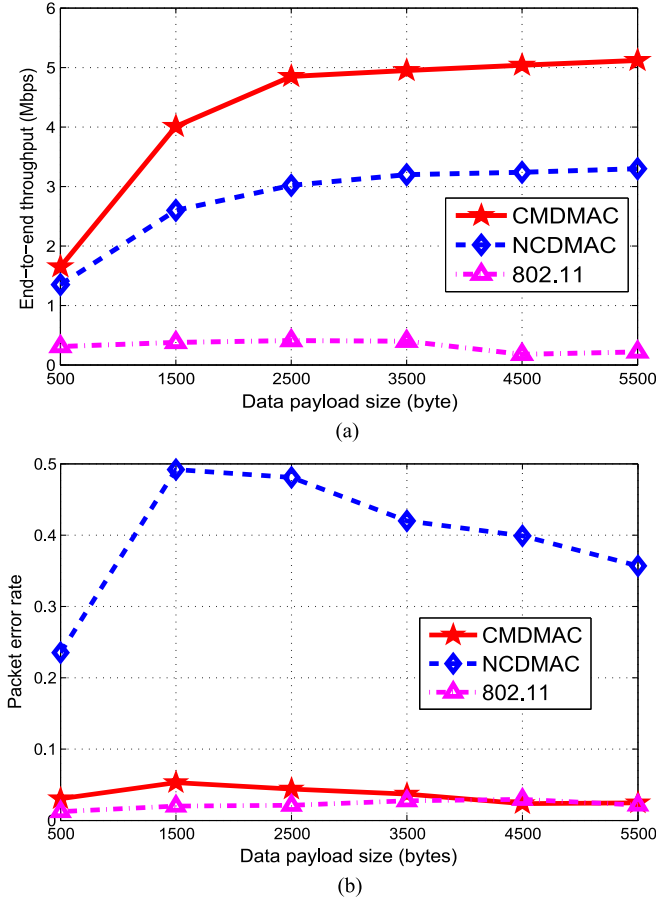 6
5
4
3
2
1
0
End−to−end throughput (Mbps)
CMDMAC
NCDMAC
802.11
500 1500 2500 3500 4500 5500
Data payload size (byte)
(a)
0.5
0.4
0.3
0.2
0.1
0
Packet error rate
CMDMAC
NCDMAC
802.11
500 1500 2500 3500 4500 5500
Data payload size (bytes)
(b)